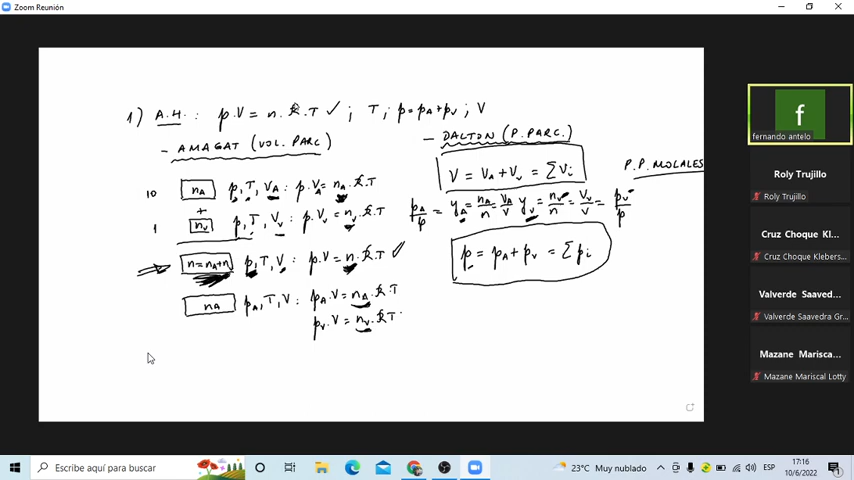 Zoom Reunión
1) A.H. : p.V = n.R.T ✓ ; T ; p = pA + pV ; V
- AMAGAT (VOL. PARC)
- DALTON (P. PARC.)
V = VA + VV = ΣVi
P.P. MOLALES
10 nA p, T, VA : p.VA = nA.R.T
+
1 nV p, T, VV : p.VV = nV.R.T
pA/p = yA = nA/n = VA/V yV = nV/n = VV/V = pV/p
n = nA + n p, T, V : p.V = n.R.T ✓
p = pA + pV = Σpi
nA pA, T, V : pA.V = nA.R.T
pV.V = nV.R.T
f
fernando antelo
Roly Trujillo
Roly Trujillo
Cruz Choque Kl...
Cruz Choque Klebers...
Valverde Saaved...
Valverde Saavedra Gr...
Mazane Marisca...
Mazane Mariscal Lotty
Escribe aquí para buscar
23°C Muy nublado
ESP
17:16
10/6/2022
1